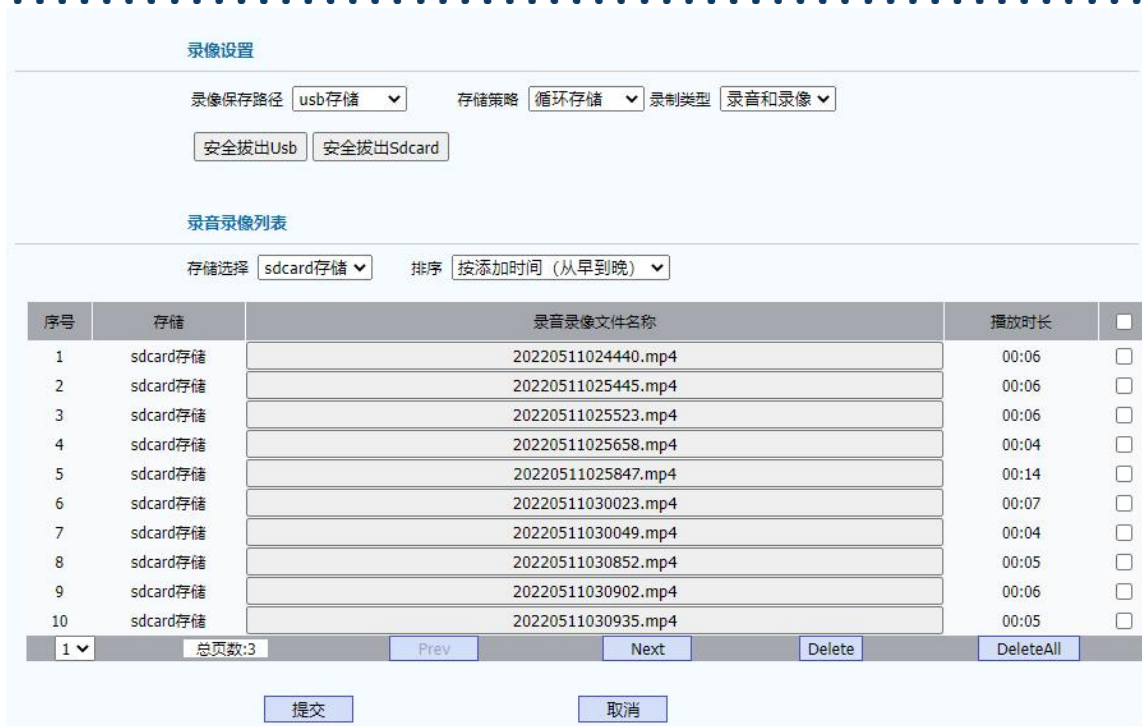 录像设置
录像保存路径 usb存储 存储策略 循环存储 录制类型 录音和录像
安全拔出Usb 安全拔出Sdcard
录音录像列表
存储选择 sdcard存储 排序 按添加时间（从早到晚）
序号 存储 录音录像文件名称 播放时长
1 sdcard存储 20220511024440.mp4 00:06
2 sdcard存储 20220511025445.mp4 00:06
3 sdcard存储 20220511025523.mp4 00:06
4 sdcard存储 20220511025658.mp4 00:04
5 sdcard存储 20220511025847.mp4 00:14
6 sdcard存储 20220511030023.mp4 00:07
7 sdcard存储 20220511030049.mp4 00:04
8 sdcard存储 20220511030852.mp4 00:05
9 sdcard存储 20220511030902.mp4 00:06
10 sdcard存储 20220511030935.mp4 00:05
1 总页数:3 Prev Next Delete DeleteAll
提交 取消